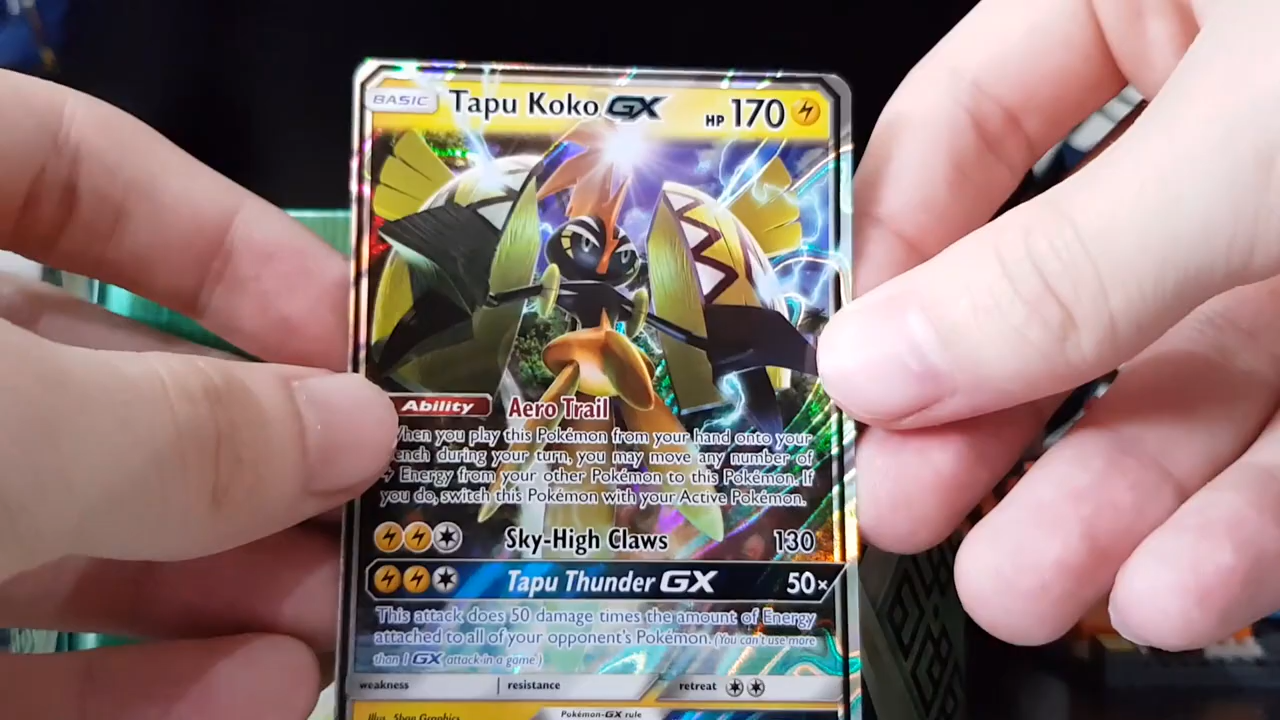 BASIC Tapu Koko GX HP 170
Ability Aero Trail
When you play this Pokémon from your hand onto your
ench during your turn, you may move any number of
Energy from your other Pokémon to this Pokémon. If
you do, switch this Pokémon with your Active Pokémon.
Sky-High Claws 130
Tapu Thunder GX 50×
This attack does 50 damage times the amount of Energy
attached to all of your opponent's Pokémon. (You can't use more
than 1 GX attack in a game.)
weakness resistance retreat
Illus. Sban Graphics Pokémon-GX rule